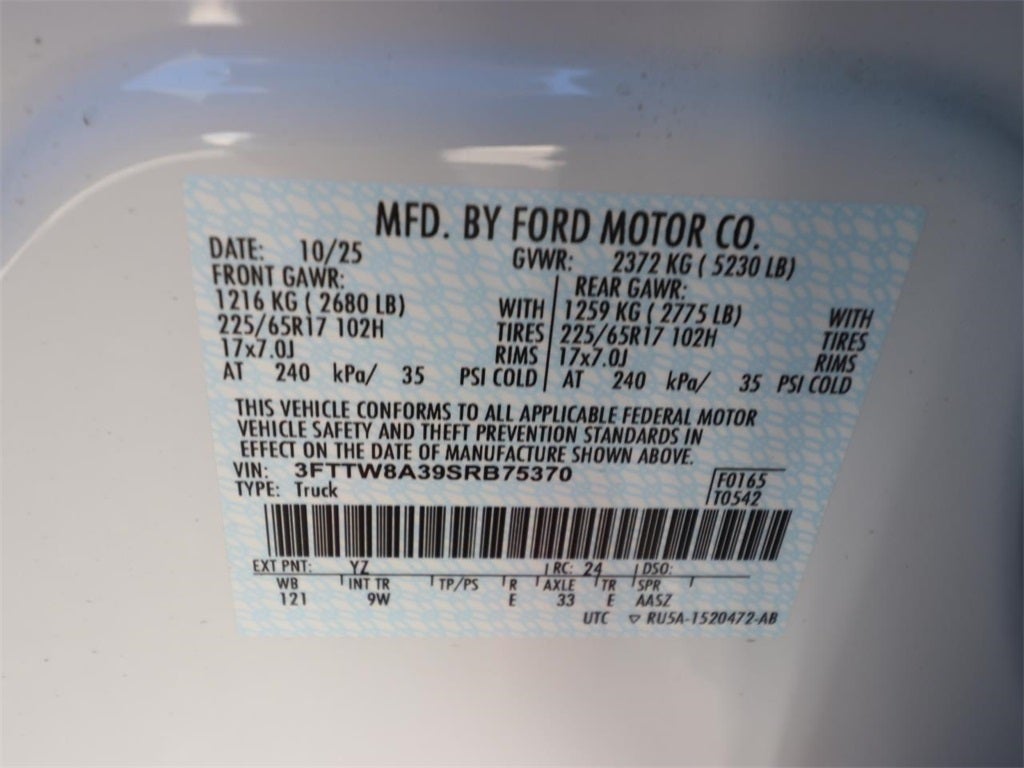 MFD. BY FORD MOTOR CO.
DATE: 10/25 GVWR: 2372 KG ( 5230 LB)
FRONT GAWR: REAR GAWR:
1216 KG ( 2680 LB) WITH 1259 KG ( 2775 LB) WITH
225/65R17 102H TIRES 225/65R17 102H TIRES
17x7.0J RIMS 17x7.0J RIMS
AT 240 kPa/ 35 PSI COLD AT 240 kPa/ 35 PSI COLD
THIS VEHICLE CONFORMS TO ALL APPLICABLE FEDERAL MOTOR
VEHICLE SAFETY AND THEFT PREVENTION STANDARDS IN
EFFECT ON THE DATE OF MANUFACTURE SHOWN ABOVE.
VIN: 3FTTW8A39SRB75370 F0165
TYPE: Truck T0542
EXT PNT: YZ RC: 24 DSO:
WB INT TR TP/PS R AXLE TR SPR
121 9W E 33 E AASZ
UTC ▽ RU5A-1520472-AB